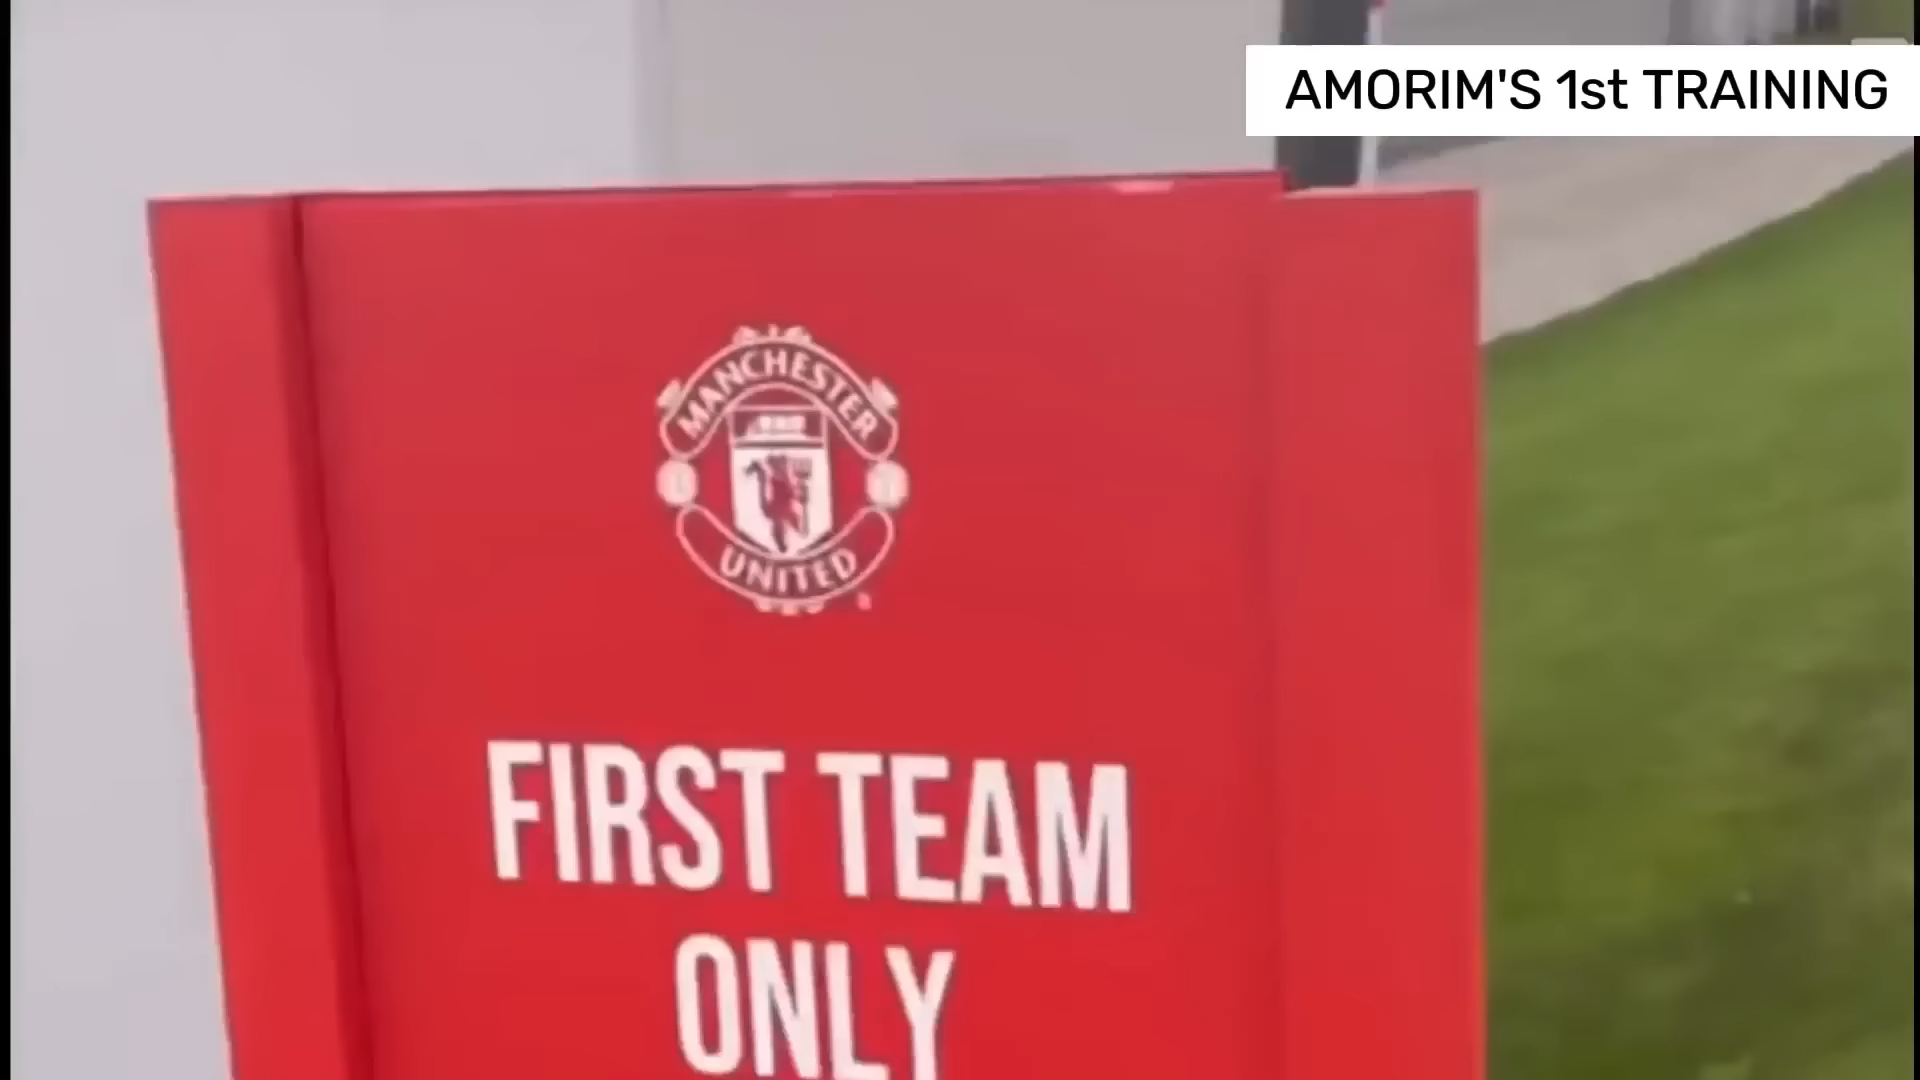 AMORIM'S 1st TRAINING
MANCHESTER
UNITED
FIRST TEAM
ONLY